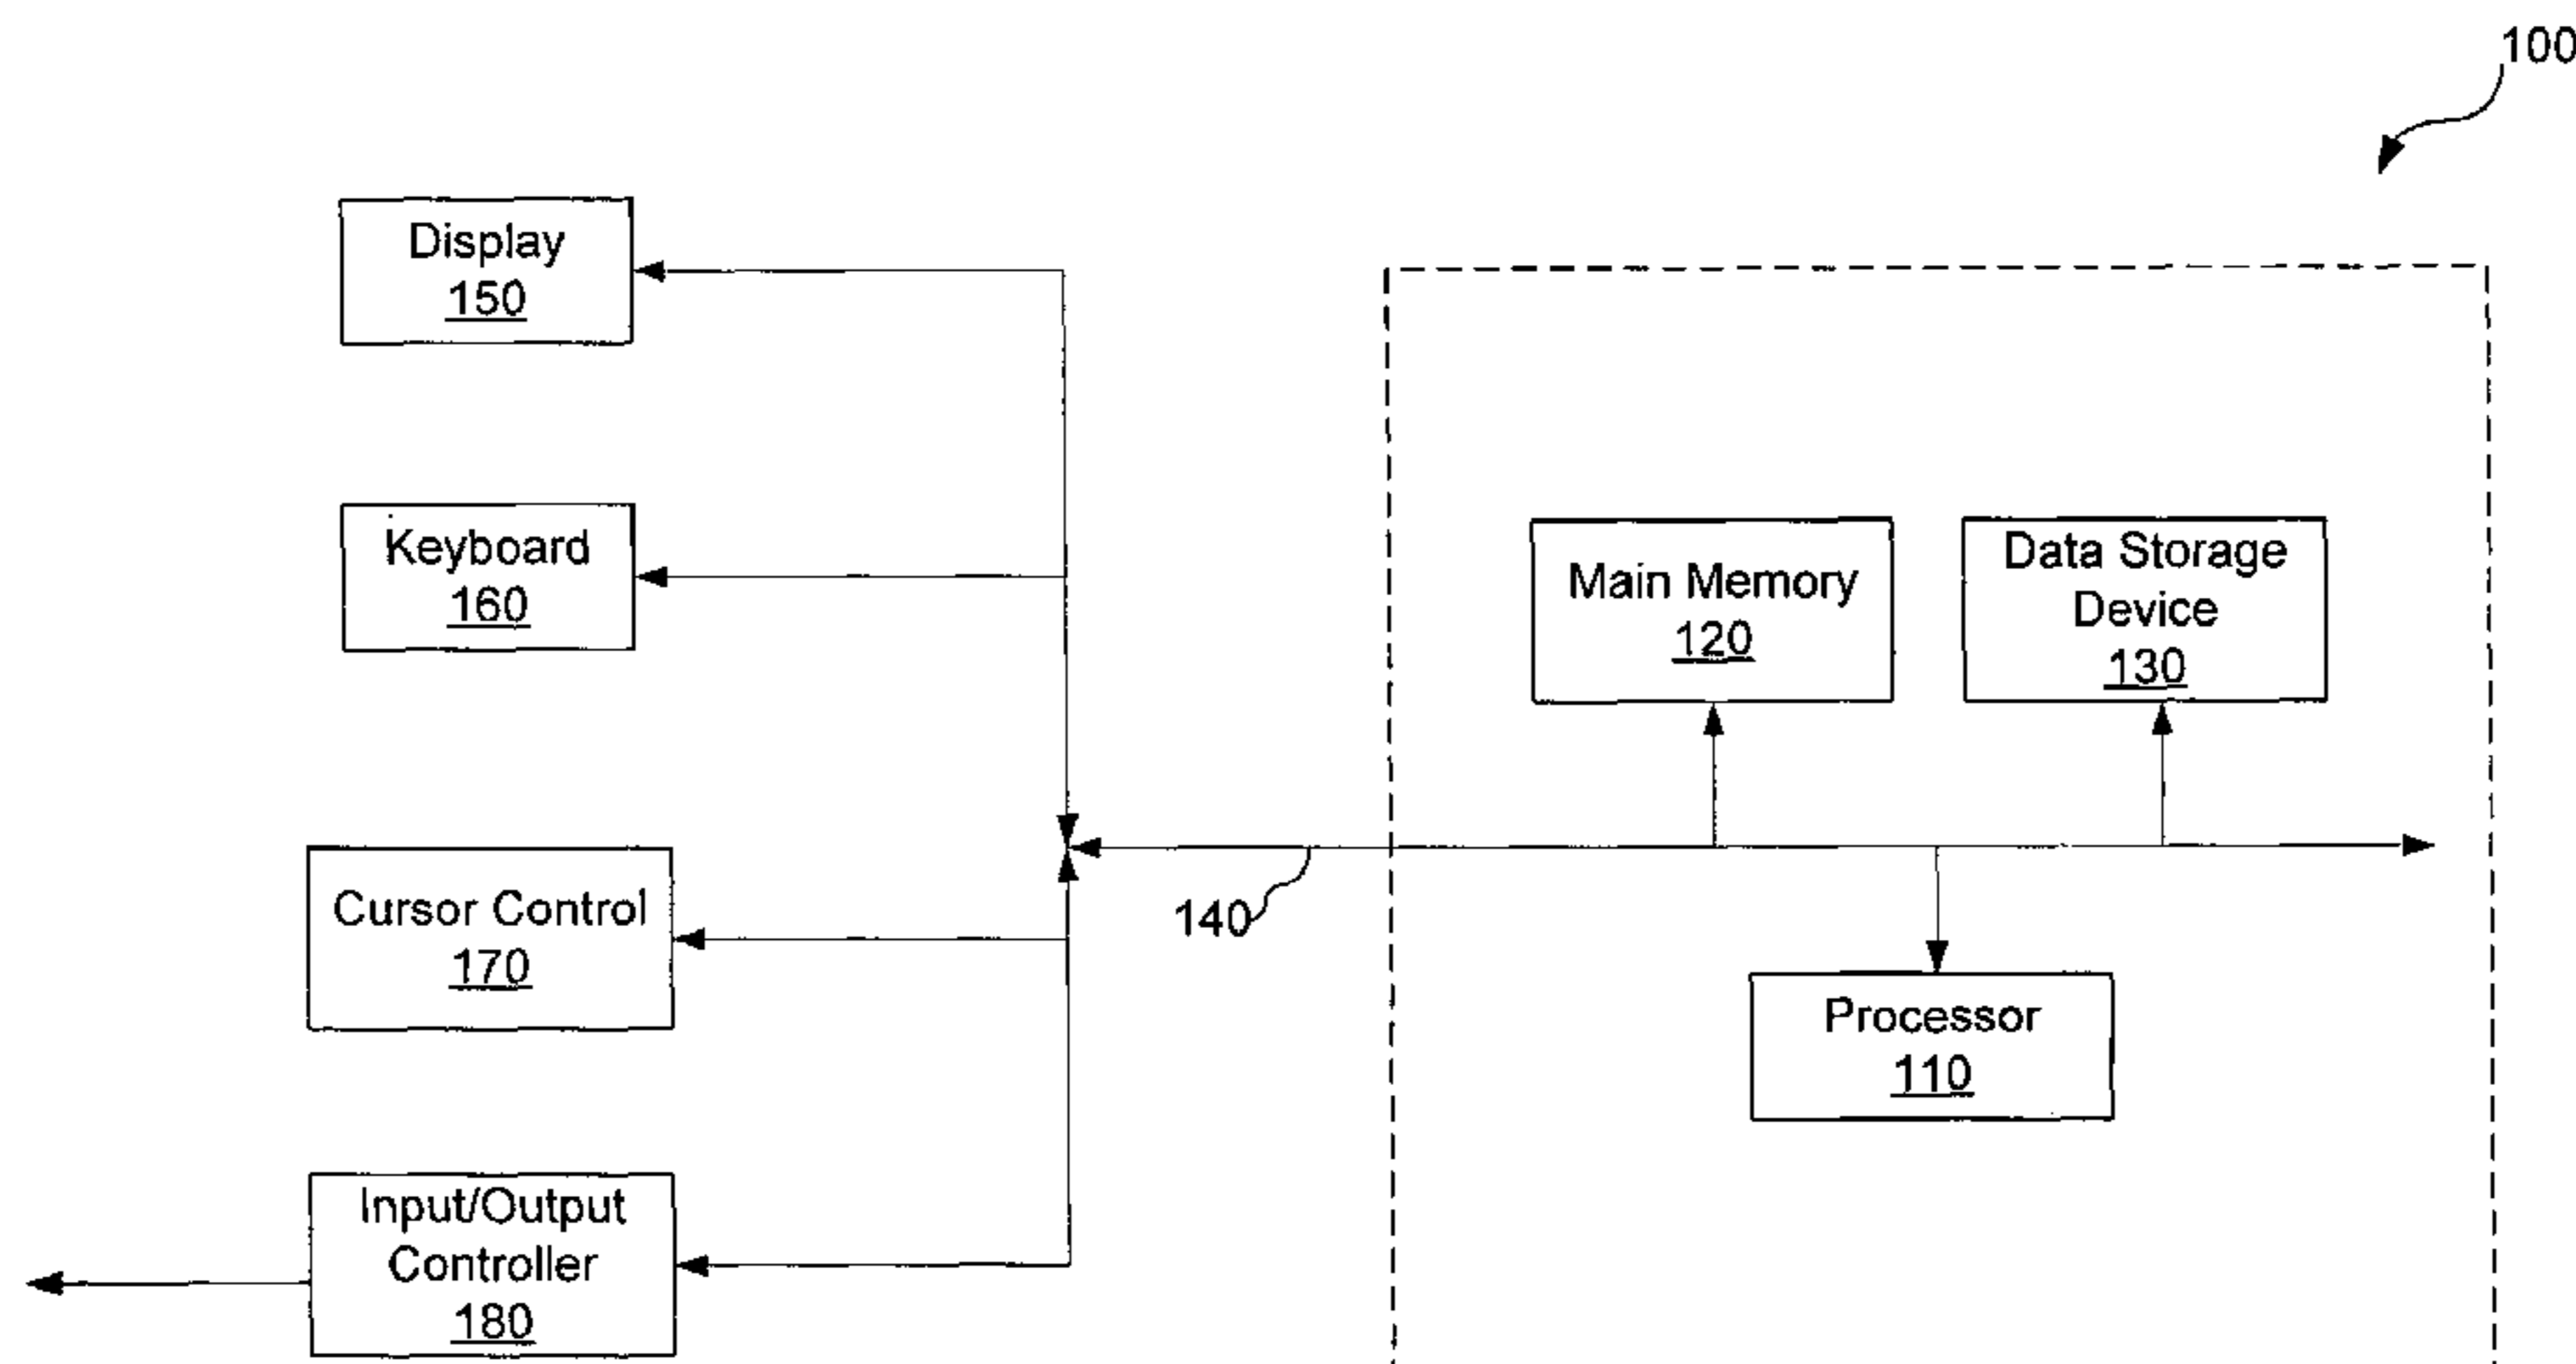 100
Display
150
Keyboard
160
Main Memory
120
Data Storage
Device
130
Cursor Control
170
140
Processor
110
Input/Output
Controller
180